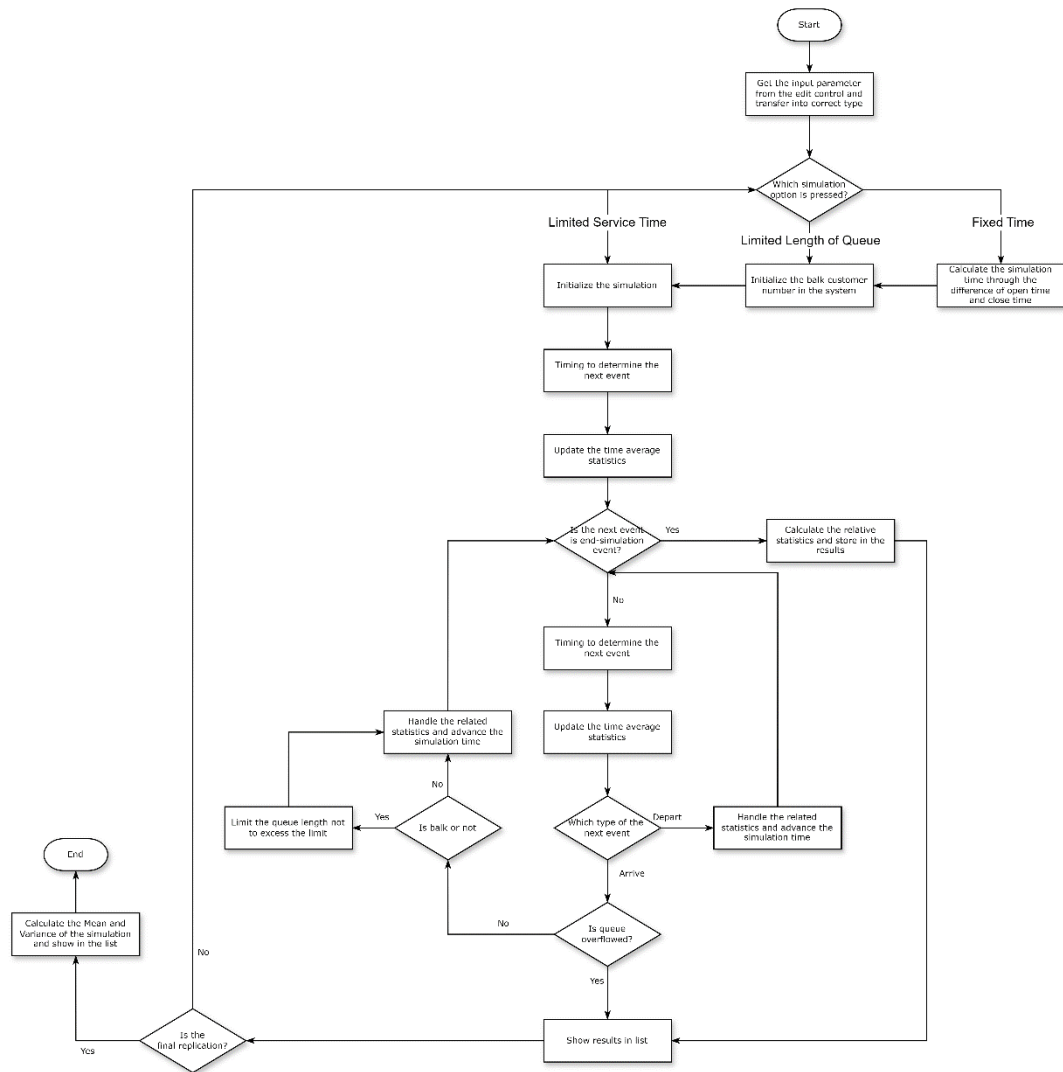 Start
Get the input parameter
from the edit control and
transfer into correct type
Which simulation
option is pressed?
Limited Service Time
Limited Length of Queue
Fixed Time
Initialize the simulation
Initialize the balk customer
number in the system
Calculate the simulation
time through the
difference of open time
and close time
Timing to determine the
next event
Update the time average
statistics
Is the next event
is end-simulation
event?
Yes
Calculate the relative
statistics and store in the
results
No
Timing to determine the
next event
Handle the related
statistics and advance the
simulation time
Update the time average
statistics
No
Limit the queue length not
to excess the limit
Yes
Is balk or not
Which type of the
next event
Depart
Handle the related
statistics and advance the
simulation time
End
Arrive
Calculate the Mean and
Variance of the simulation
and show in the list
No
Is queue
overflowed?
No
Yes
Is the
final replication?
Yes
Show results in list